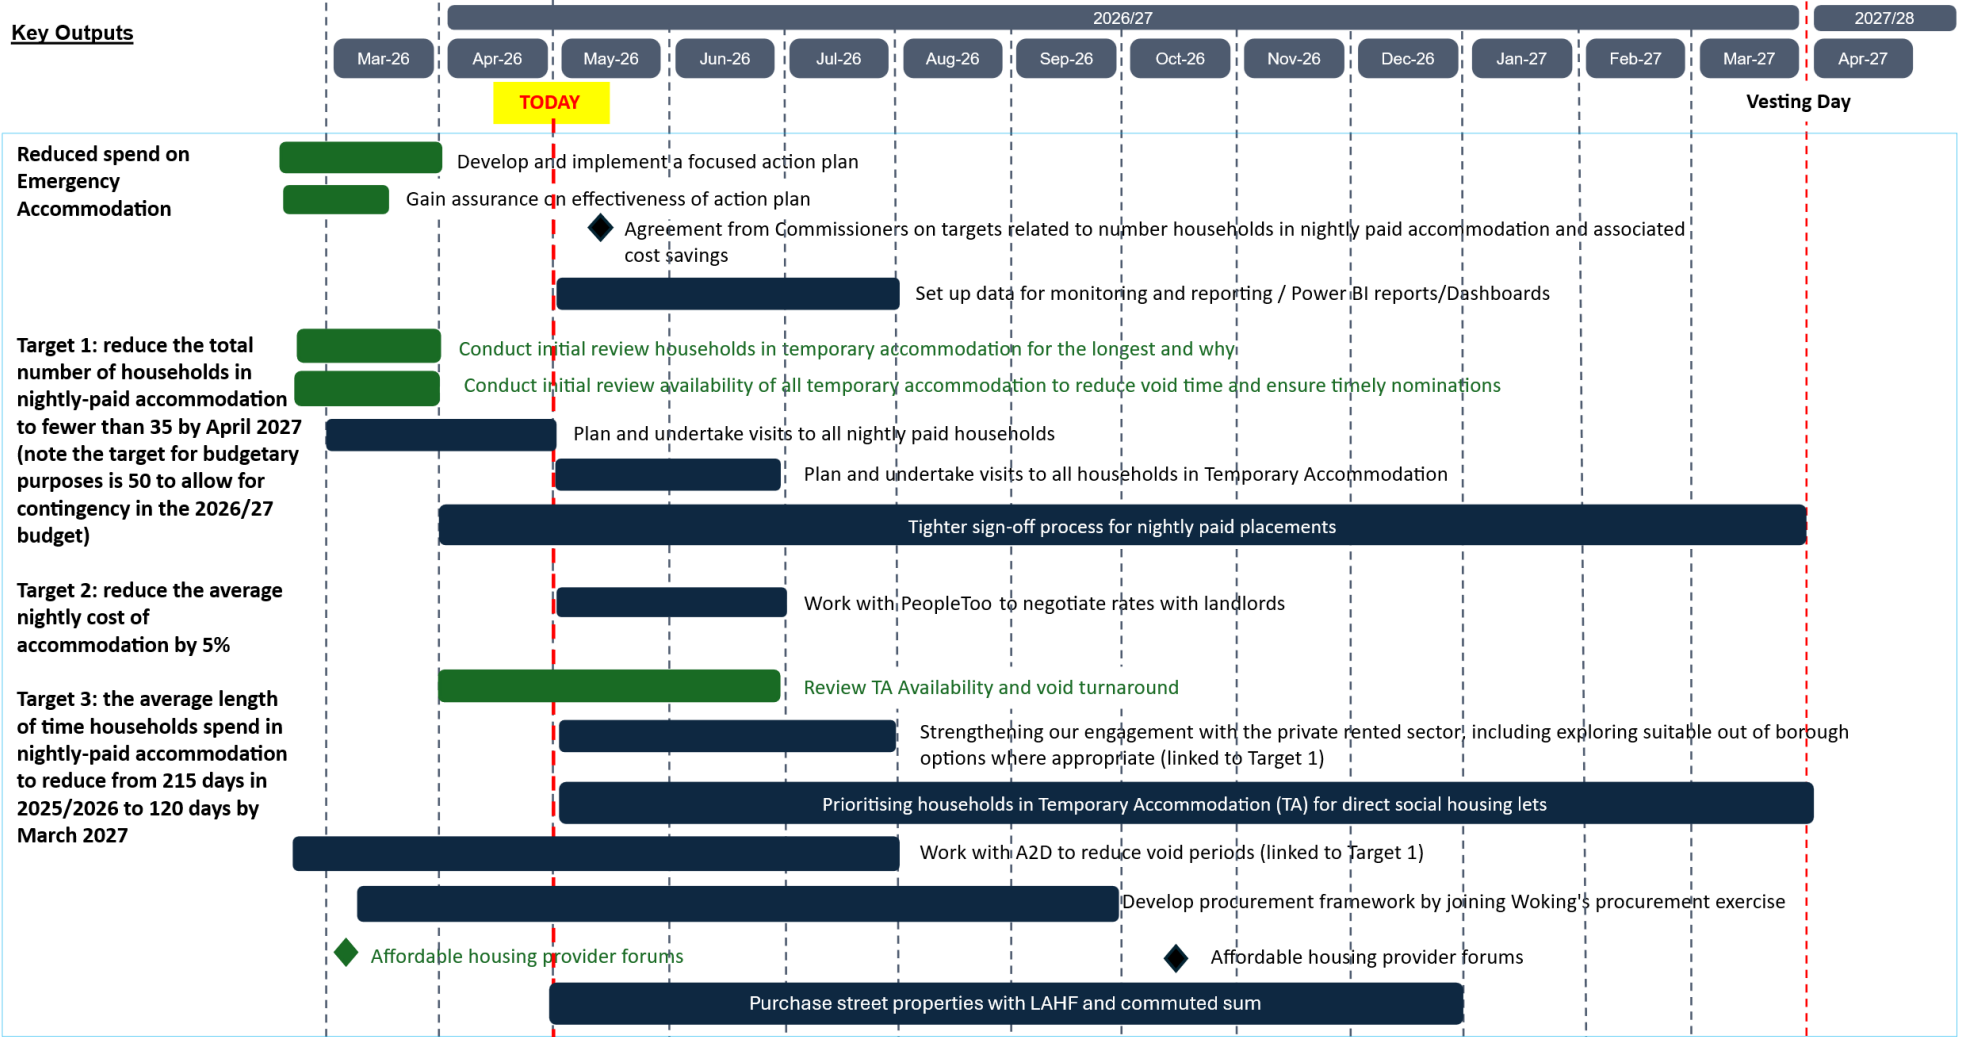 Key Outputs
2026/27
2027/28
Mar-26
Apr-26
May-26
Jun-26
Jul-26
Aug-26
Sep-26
Oct-26
Nov-26
Dec-26
Jan-27
Feb-27
Mar-27
Apr-27
TODAY
Vesting Day
Reduced spend on
Emergency
Accommodation
Develop and implement a focused action plan
Gain assurance on effectiveness of action plan
Agreement from Commissioners on targets related to number households in nightly paid accommodation and associated
cost savings
Set up data for monitoring and reporting / Power BI reports/Dashboards
Target 1: reduce the total
number of households in
nightly-paid accommodation
to fewer than 35 by April 2027
(note the target for budgetary
purposes is 50 to allow for
contingency in the 2026/27
budget)
Conduct initial review households in temporary accommodation for the longest and why
Conduct initial review availability of all temporary accommodation to reduce void time and ensure timely nominations
Plan and undertake visits to all nightly paid households
Plan and undertake visits to all households in Temporary Accommodation
Tighter sign-off process for nightly paid placements
Target 2: reduce the average
nightly cost of
accommodation by 5%
Work with PeopleToo to negotiate rates with landlords
Target 3: the average length
of time households spend in
nightly-paid accommodation
to reduce from 215 days in
2025/2026 to 120 days by
March 2027
Review TA Availability and void turnaround
Strengthening our engagement with the private rented sector, including exploring suitable out of borough
options where appropriate (linked to Target 1)
Prioritising households in Temporary Accommodation (TA) for direct social housing lets
Work with A2D to reduce void periods (linked to Target 1)
Develop procurement framework by joining Woking's procurement exercise
Affordable housing provider forums
Affordable housing provider forums
Purchase street properties with LAHF and commuted sum